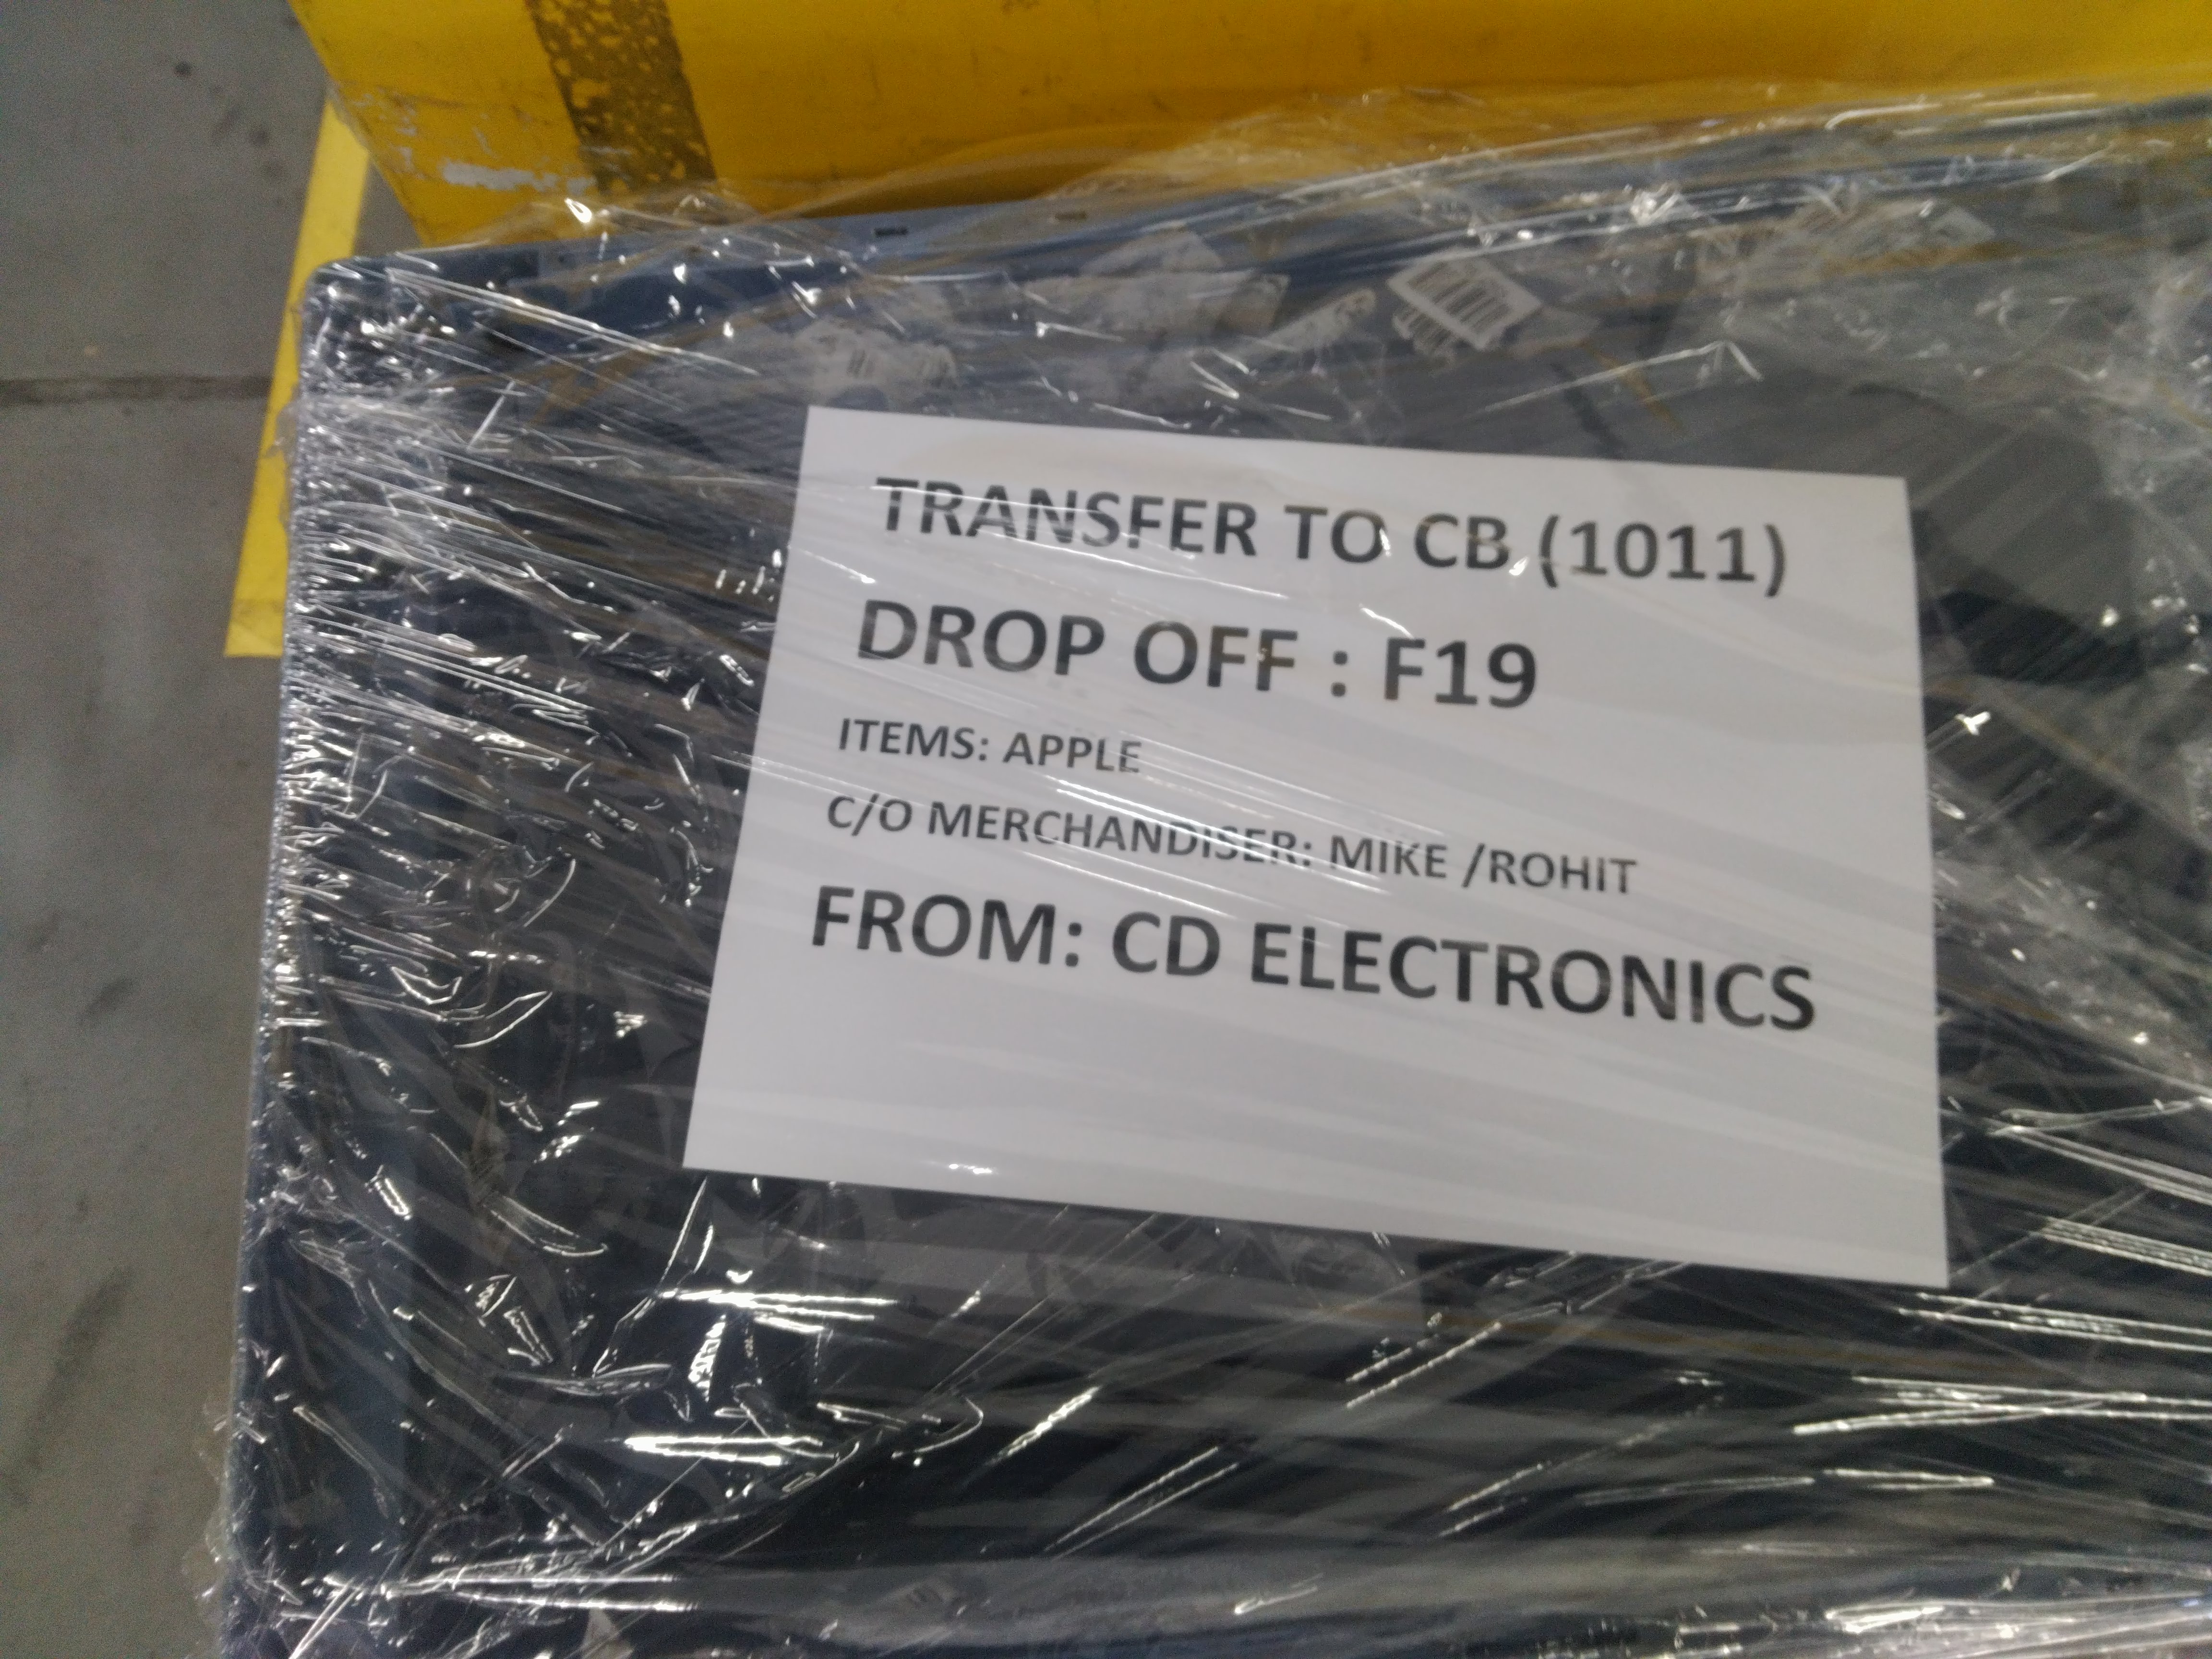 TRANSFER TO CB (1011)
DROP OFF : F19
ITEMS: APPLE
C/O MERCHANDISER: MIKE /ROHIT
FROM: CD ELECTRONICS